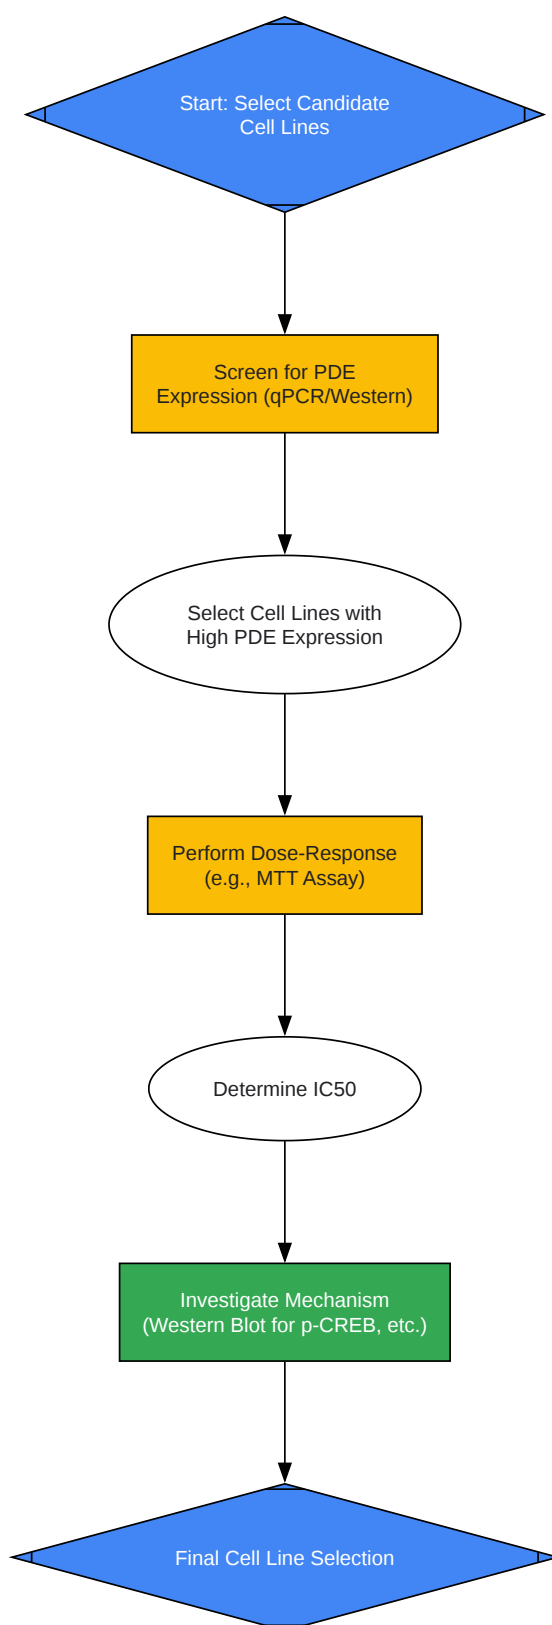 Start: Select Candidate
Cell Lines
Screen for PDE
Expression (qPCR/Western)
Select Cell Lines with
High PDE Expression
Perform Dose-Response
(e.g., MTT Assay)
Determine IC50
Investigate Mechanism
(Western Blot for p-CREB, etc.)
Final Cell Line Selection